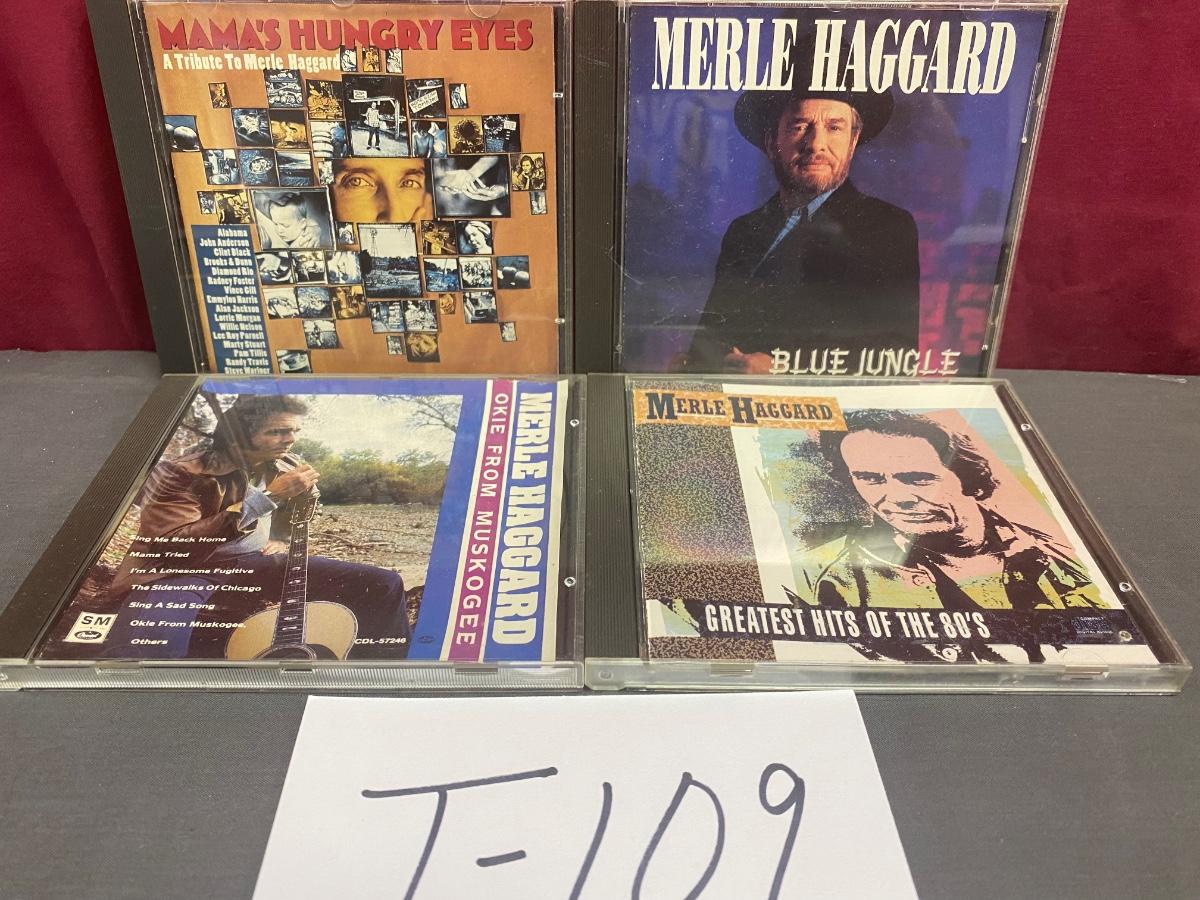 MAMA'S HUNGRY EYES
A Tribute To Merle Haggard
Alabama
John Anderson
Clint Black
Brooks & Dunn
Diamond Rio
Radney Foster
Vince Gill
Emmylou Harris
Alan Jackson
Lorrie Morgan
Willie Nelson
Lee Roy Parnell
Marty Stuart
Pam Tillis
Randy Travis
Steve Wariner
MERLE HAGGARD
BLUE JUNGLE
MERLE HAGGARD
OKIE FROM MUSKOGEE
Sing Me Back Home
Mama Tried
I'm A Lonesome Fugitive
The Sidewalks Of Chicago
Sing A Sad Song
Okie From Muskogee,
Others
SM
Capitol
CDL-57246
MERLE HAGGARD
GREATEST HITS OF THE 80'S
COMPACT
DIGITAL AUDIO
T-109